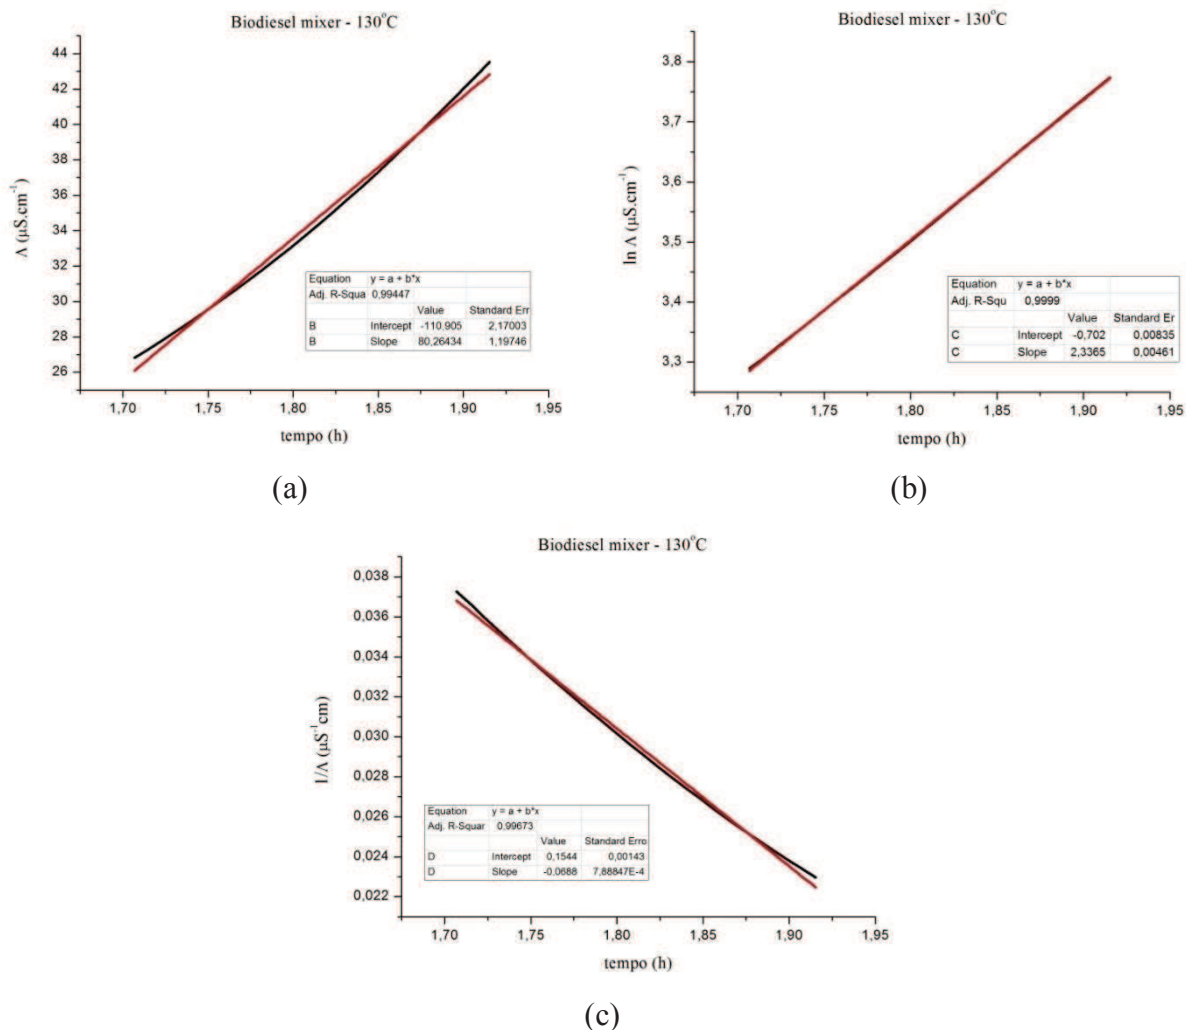 Biodiesel mixer - 130°C
Λ (μS.cm⁻¹)
44
42
40
38
36
34
32
30
28
26
Equation y = a + b*x
Adj. R-Squa 0,99447
Value Standard Err
B Intercept -110,905 2,17003
B Slope 80,26434 1,19746
1,70 1,75 1,80 1,85 1,90 1,95
tempo (h)
(a)
Biodiesel mixer - 130°C
ln Λ (μS.cm⁻¹)
3,8
3,7
3,6
3,5
3,4
3,3
Equation y = a + b*x
Adj. R-Squ 0,9999
Value Standard Er
C Intercept -0,702 0,00835
C Slope 2,3365 0,00461
1,70 1,75 1,80 1,85 1,90 1,95
tempo (h)
(b)
Biodiesel mixer - 130°C
1/Λ (μS⁻¹cm)
0,038
0,036
0,034
0,032
0,030
0,028
0,026
0,024
0,022
Equation y = a + b*x
Adj. R-Squar 0,99673
Value Standard Erro
D Intercept 0,1544 0,00143
D Slope -0,0688 7,88847E-4
1,70 1,75 1,80 1,85 1,90 1,95
tempo (h)
(c)